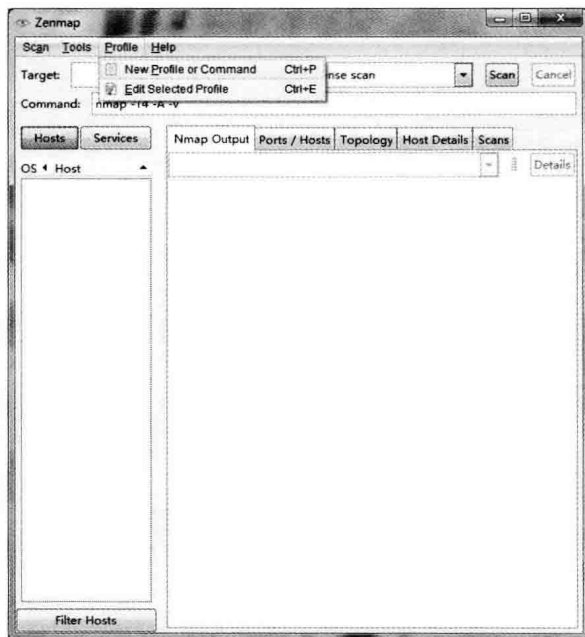 Zenmap
Scan Tools Profile Help
Target: nse scan Scan Cancel
New Profile or Command Ctrl+P
Edit Selected Profile Ctrl+E
Command: nmap -T4 -A -v
Hosts Services
Nmap Output Ports / Hosts Topology Host Details Scans
OS Host
Details
Filter Hosts